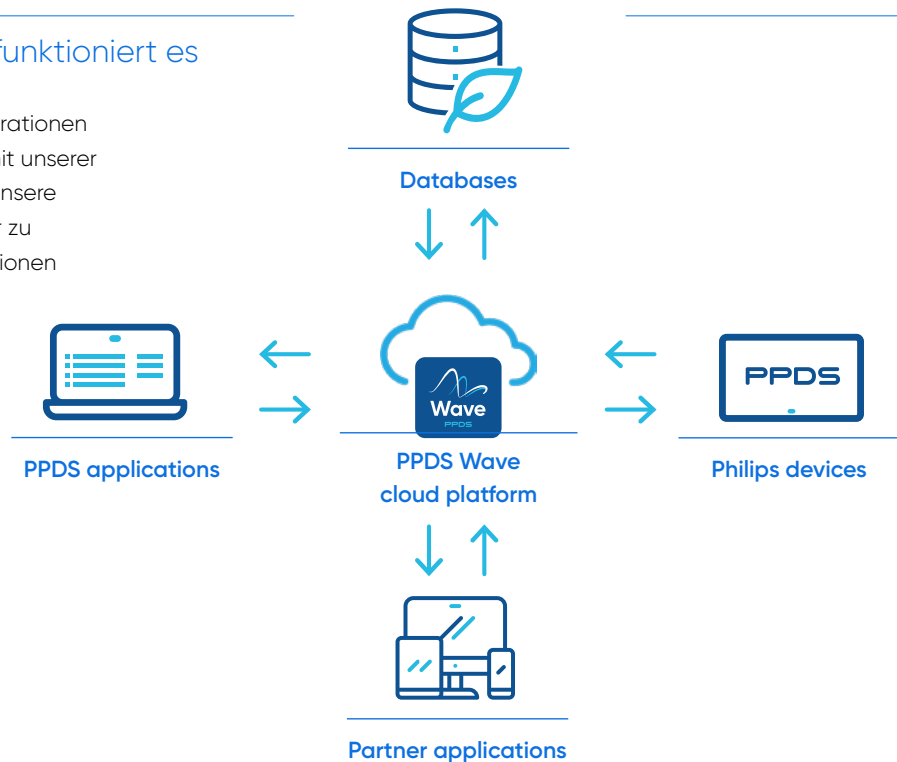 funktioniert es
rationen
it unserer
nsere
r zu
ionen
Databases
PPDS applications
Wave
PPDS
PPDS Wave
cloud platform
PPDS
Philips devices
Partner applications